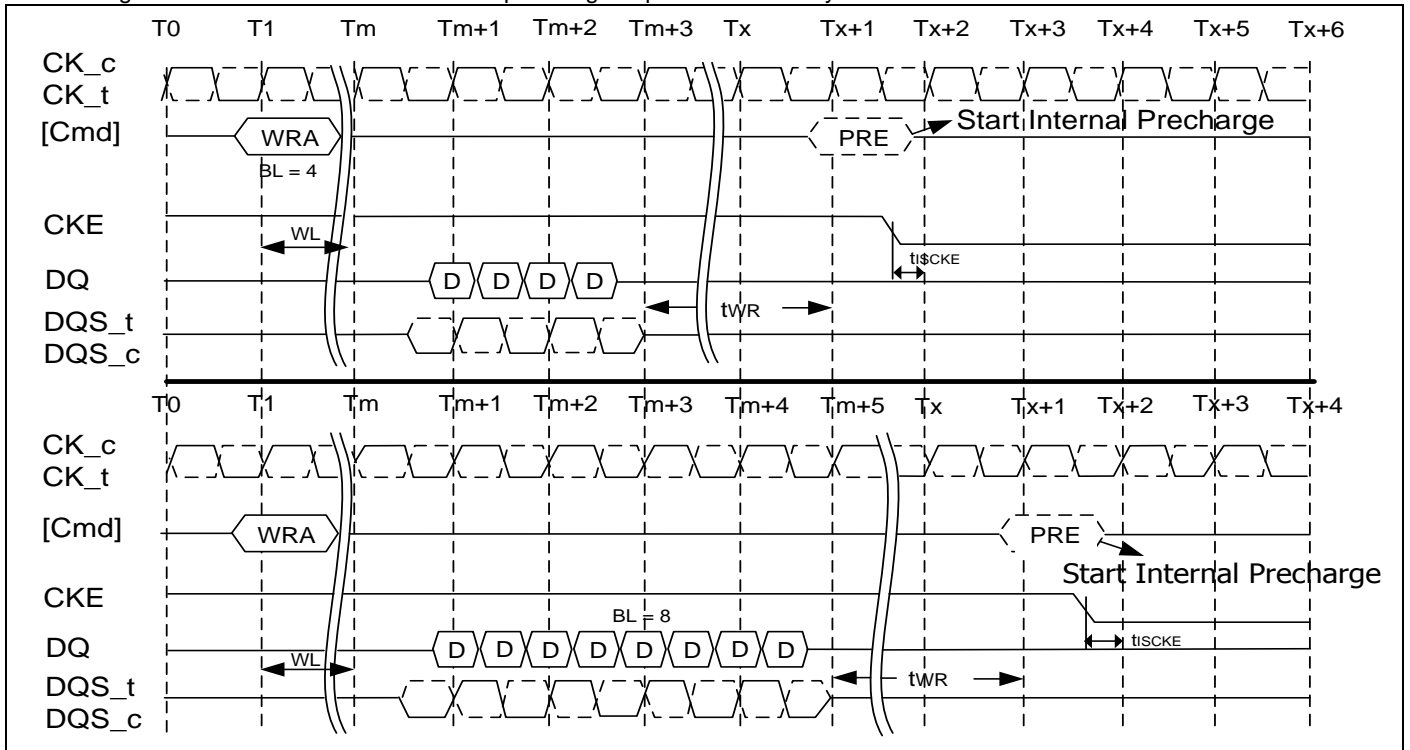 T0 T1 Tm Tm+1 Tm+2 Tm+3 Tx Tx+1 Tx+2 Tx+3 Tx+4 Tx+5 Tx+6
CK_c
CK_t
[Cmd] WRA PRE Start Internal Precharge
BL = 4
CKE
WL
tISCKE
DQ D D D D
tWR
DQS_t
DQS_c
T0 T1 Tm Tm+1 Tm+2 Tm+3 Tm+4 Tm+5 Tx Tx+1 Tx+2 Tx+3 Tx+4
CK_c
CK_t
[Cmd] WRA PRE
Start Internal Precharge
CKE
BL = 8
DQ D D D D D D D D tISCKE
WL
tWR
DQS_t
DQS_c